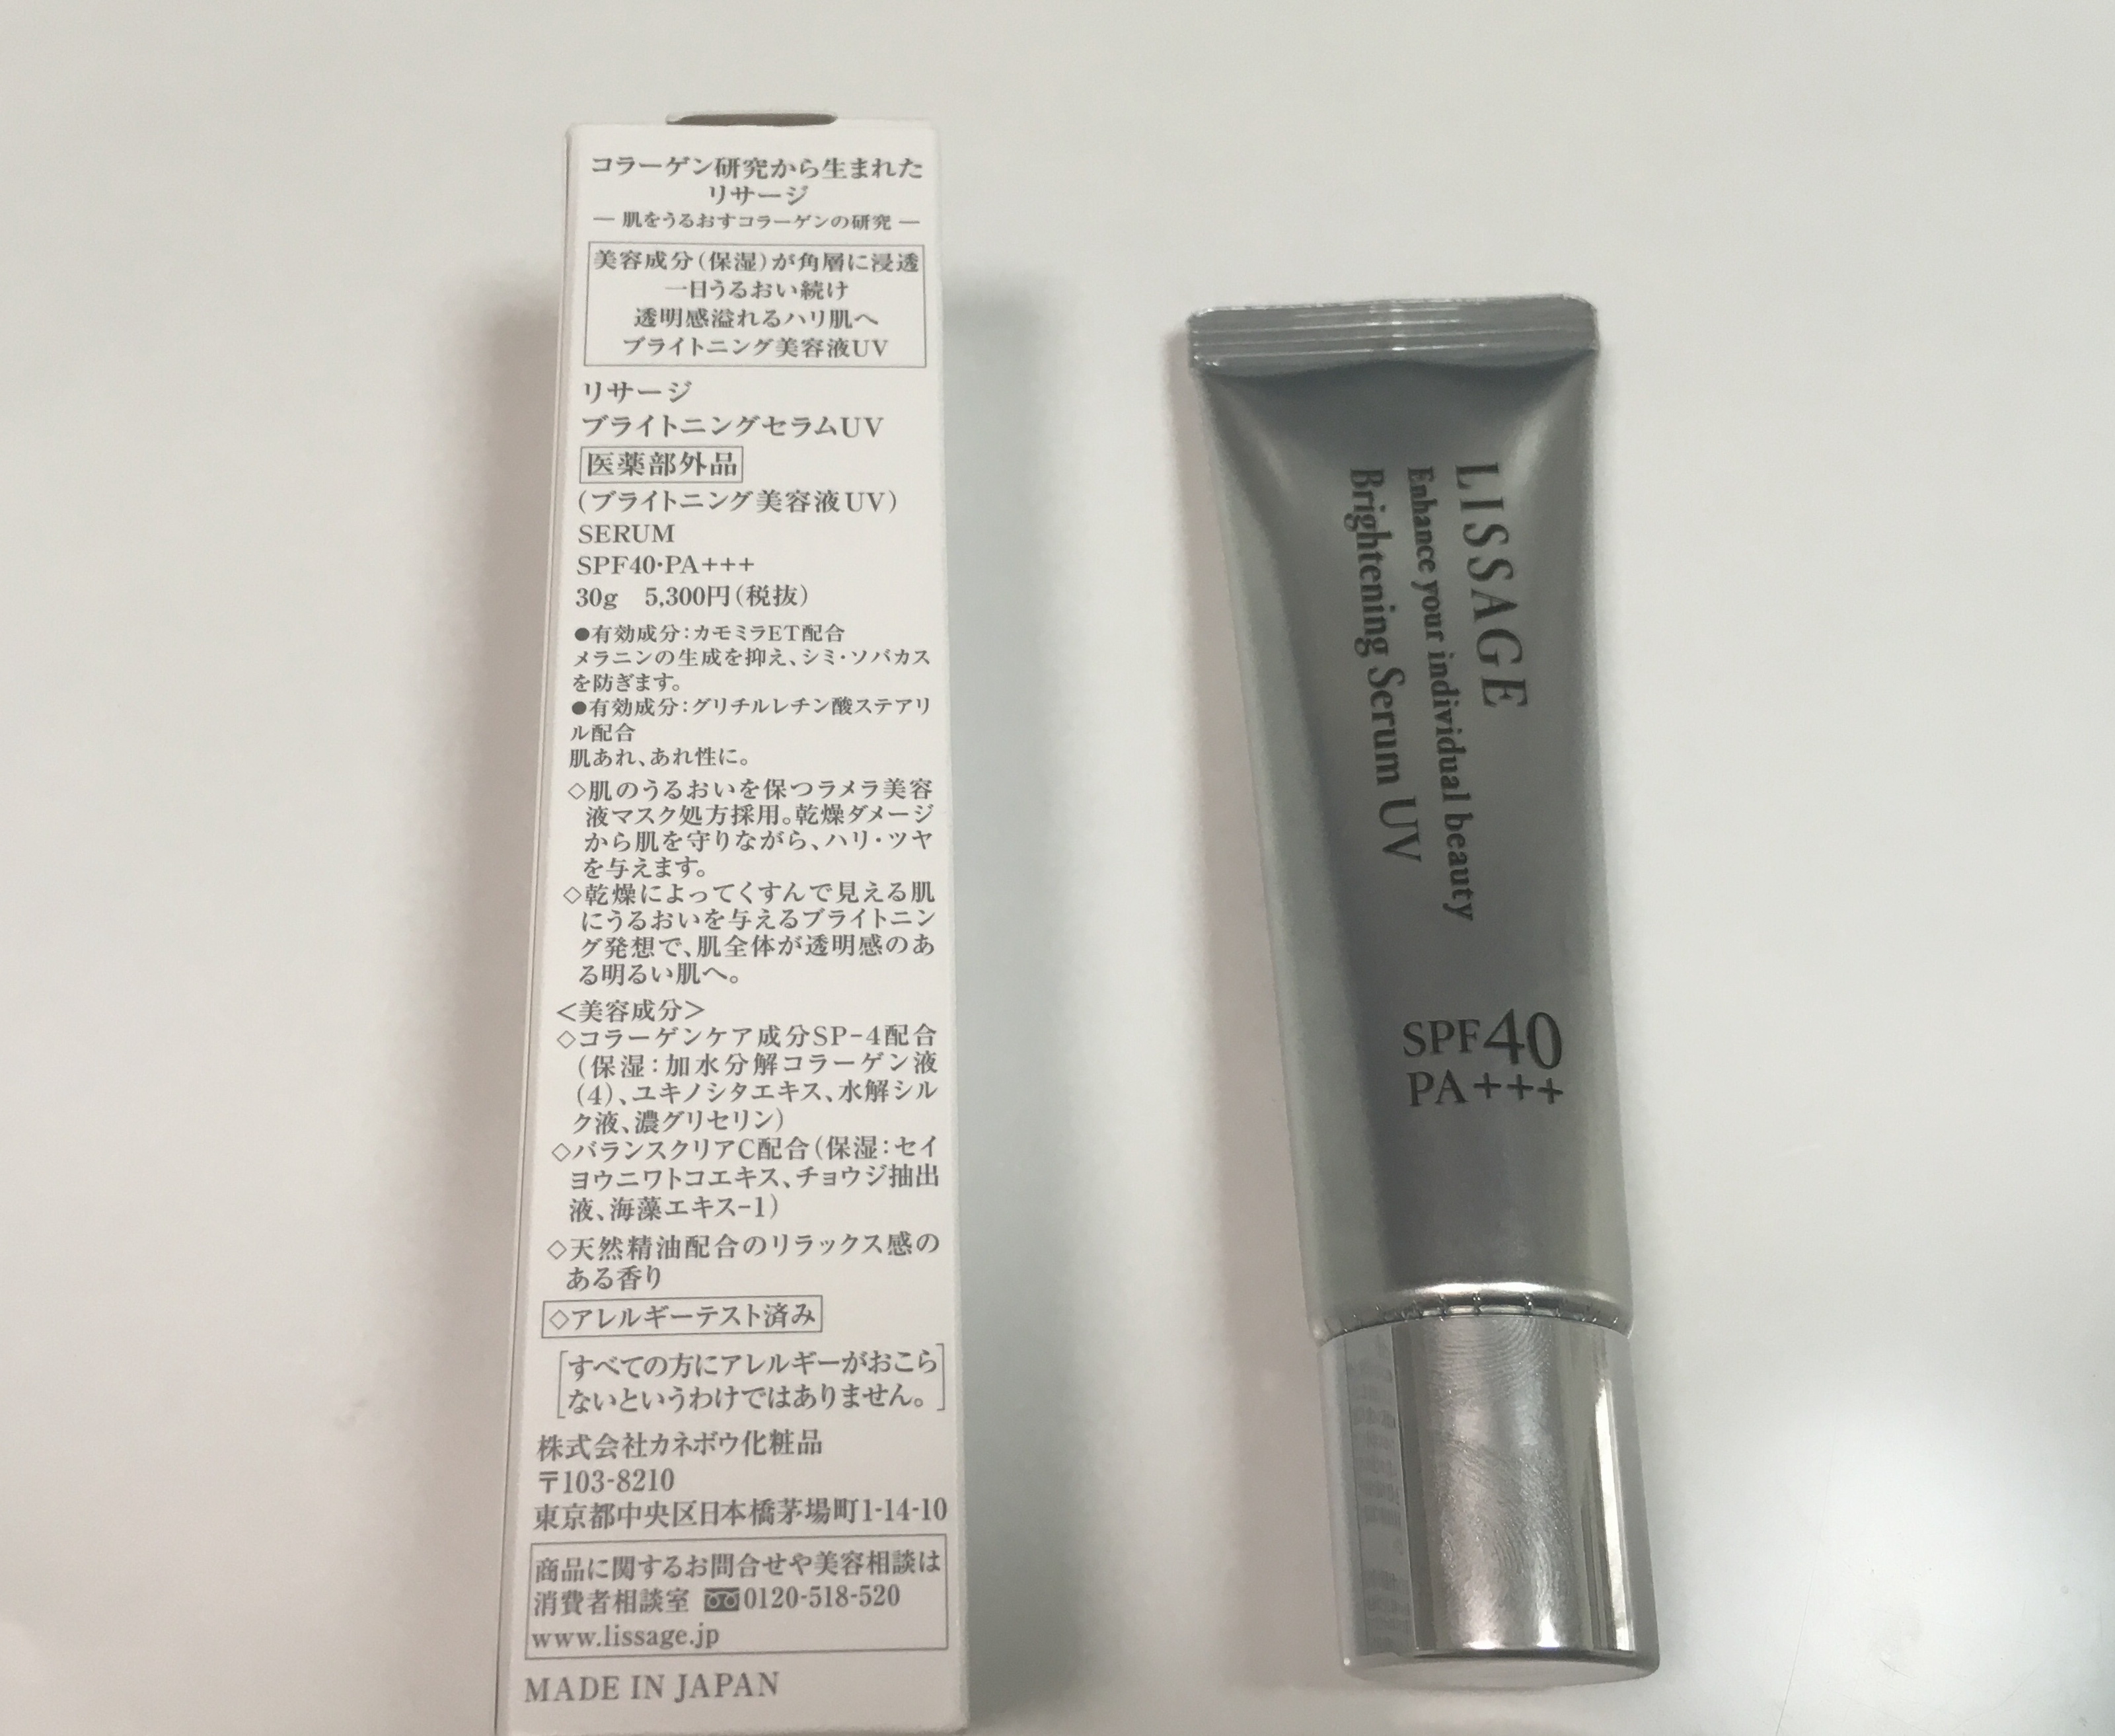 コラーゲン研究から生まれた
リサージ
― 肌をうるおすコラーゲンの研究 ―
美容成分(保湿)が角層に浸透
一日うるおい続け
透明感溢れるハリ肌へ
ブライトニング美容液UV
リサージ
ブライトニングセラムUV
医薬部外品
(ブライトニング美容液UV)
SERUM
SPF40・PA+++
30g 5,300円(税抜)
●有効成分:カモミラET配合
メラニンの生成を抑え、シミ・ソバカス
を防ぎます。
●有効成分:グリチルレチン酸ステアリ
ル配合
肌あれ、あれ性に。
◇肌のうるおいを保つラメラ美容
液マスク処方採用。乾燥ダメージ
から肌を守りながら、ハリ・ツヤ
を与えます。
◇乾燥によってくすんで見える肌
にうるおいを与えるブライトニン
グ発想で、肌全体が透明感のあ
る明るい肌へ。
<美容成分>
◇コラーゲンケア成分SP-4配合
(保湿:加水分解コラーゲン液
(4)、ユキノシタエキス、水解シル
ク液、濃グリセリン)
◇バランスクリアC配合(保湿:セイ
ヨウニワトコエキス、チョウジ抽出
液、海藻エキス-1)
◇天然精油配合のリラックス感の
ある香り
◇アレルギーテスト済み
[すべての方にアレルギーがおこら
ないというわけではありません。]
株式会社カネボウ化粧品
〒103-8210
東京都中央区日本橋茅場町1-14-10
商品に関するお問合せや美容相談は
消費者相談室 0120-518-520
www.lissage.jp
MADE IN JAPAN
LISSAGE
Enhance your individual beauty
Brightening Serum UV
SPF40
PA+++